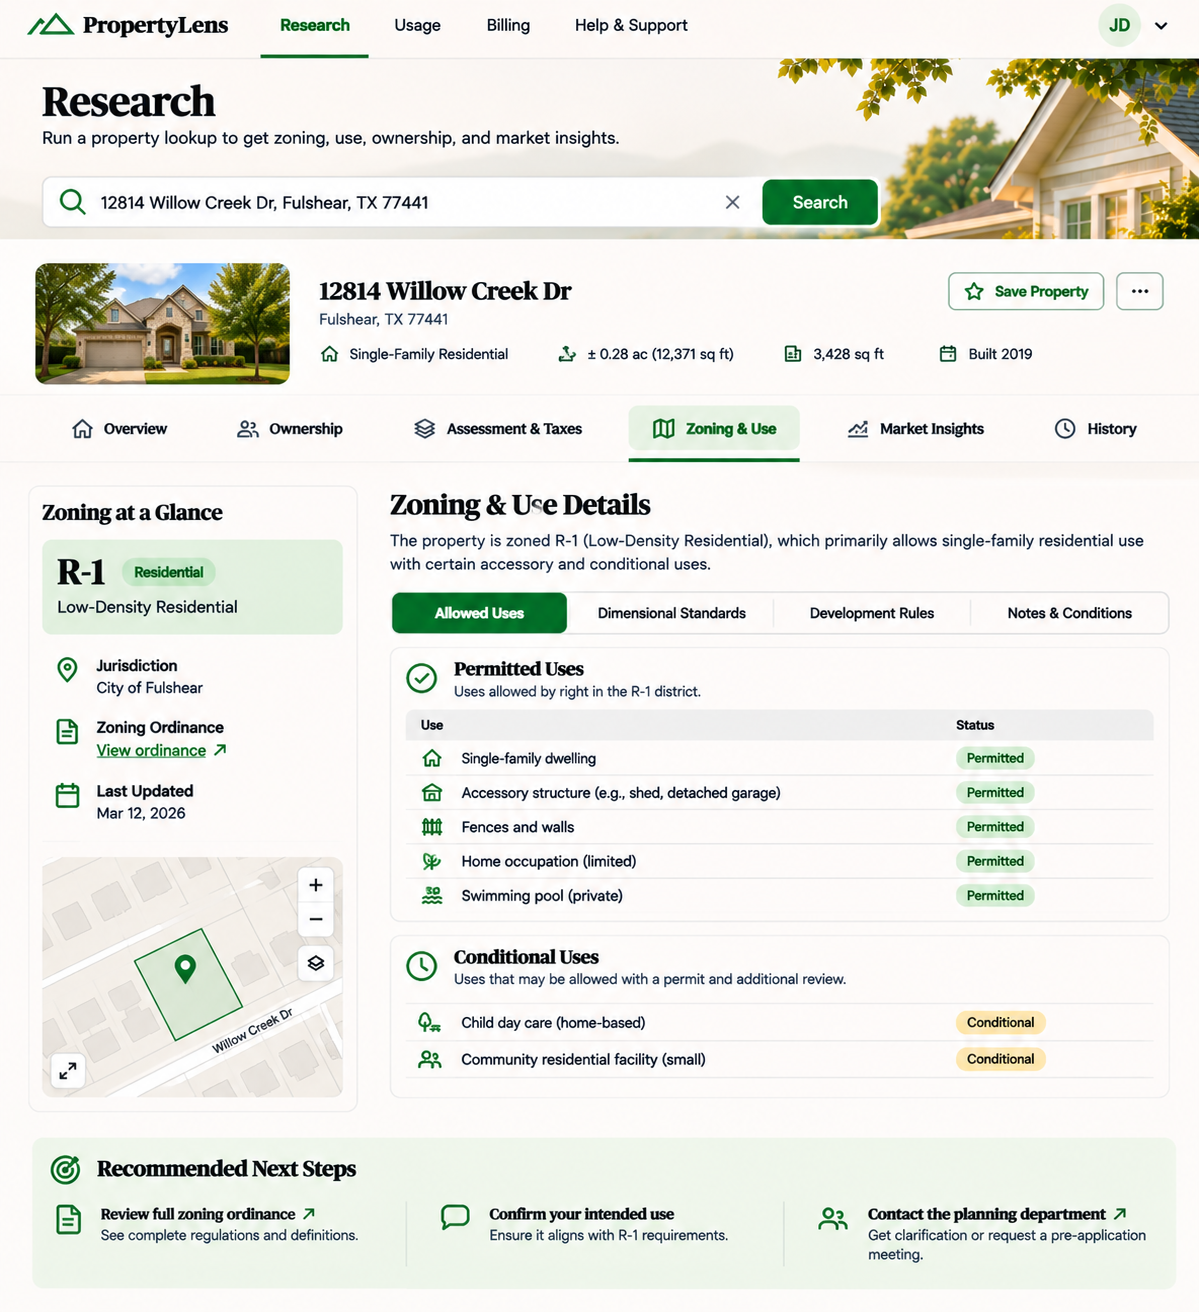 PropertyLens
Research
Usage
Billing
Help & Support
JD
Research
Run a property lookup to get zoning, use, ownership, and market insights.
12814 Willow Creek Dr, Fulshear, TX 77441
Search
12814 Willow Creek Dr
Fulshear, TX 77441
Save Property
Single-Family Residential
± 0.28 ac (12,371 sq ft)
3,428 sq ft
Built 2019
Overview
Ownership
Assessment & Taxes
Zoning & Use
Market Insights
History
Zoning at a Glance
R-1
Residential
Low-Density Residential
Jurisdiction
City of Fulshear
Zoning Ordinance
View ordinance
Last Updated
Mar 12, 2026
Willow Creek Dr
Zoning & Use Details
The property is zoned R-1 (Low-Density Residential), which primarily allows single-family residential use
with certain accessory and conditional uses.
Allowed Uses
Dimensional Standards
Development Rules
Notes & Conditions
Permitted Uses
Uses allowed by right in the R-1 district.
Use
Status
Single-family dwelling
Permitted
Accessory structure (e.g., shed, detached garage)
Permitted
Fences and walls
Permitted
Home occupation (limited)
Permitted
Swimming pool (private)
Permitted
Conditional Uses
Uses that may be allowed with a permit and additional review.
Child day care (home-based)
Conditional
Community residential facility (small)
Conditional
Recommended Next Steps
Review full zoning ordinance
See complete regulations and definitions.
Confirm your intended use
Ensure it aligns with R-1 requirements.
Contact the planning department
Get clarification or request a pre-application
meeting.